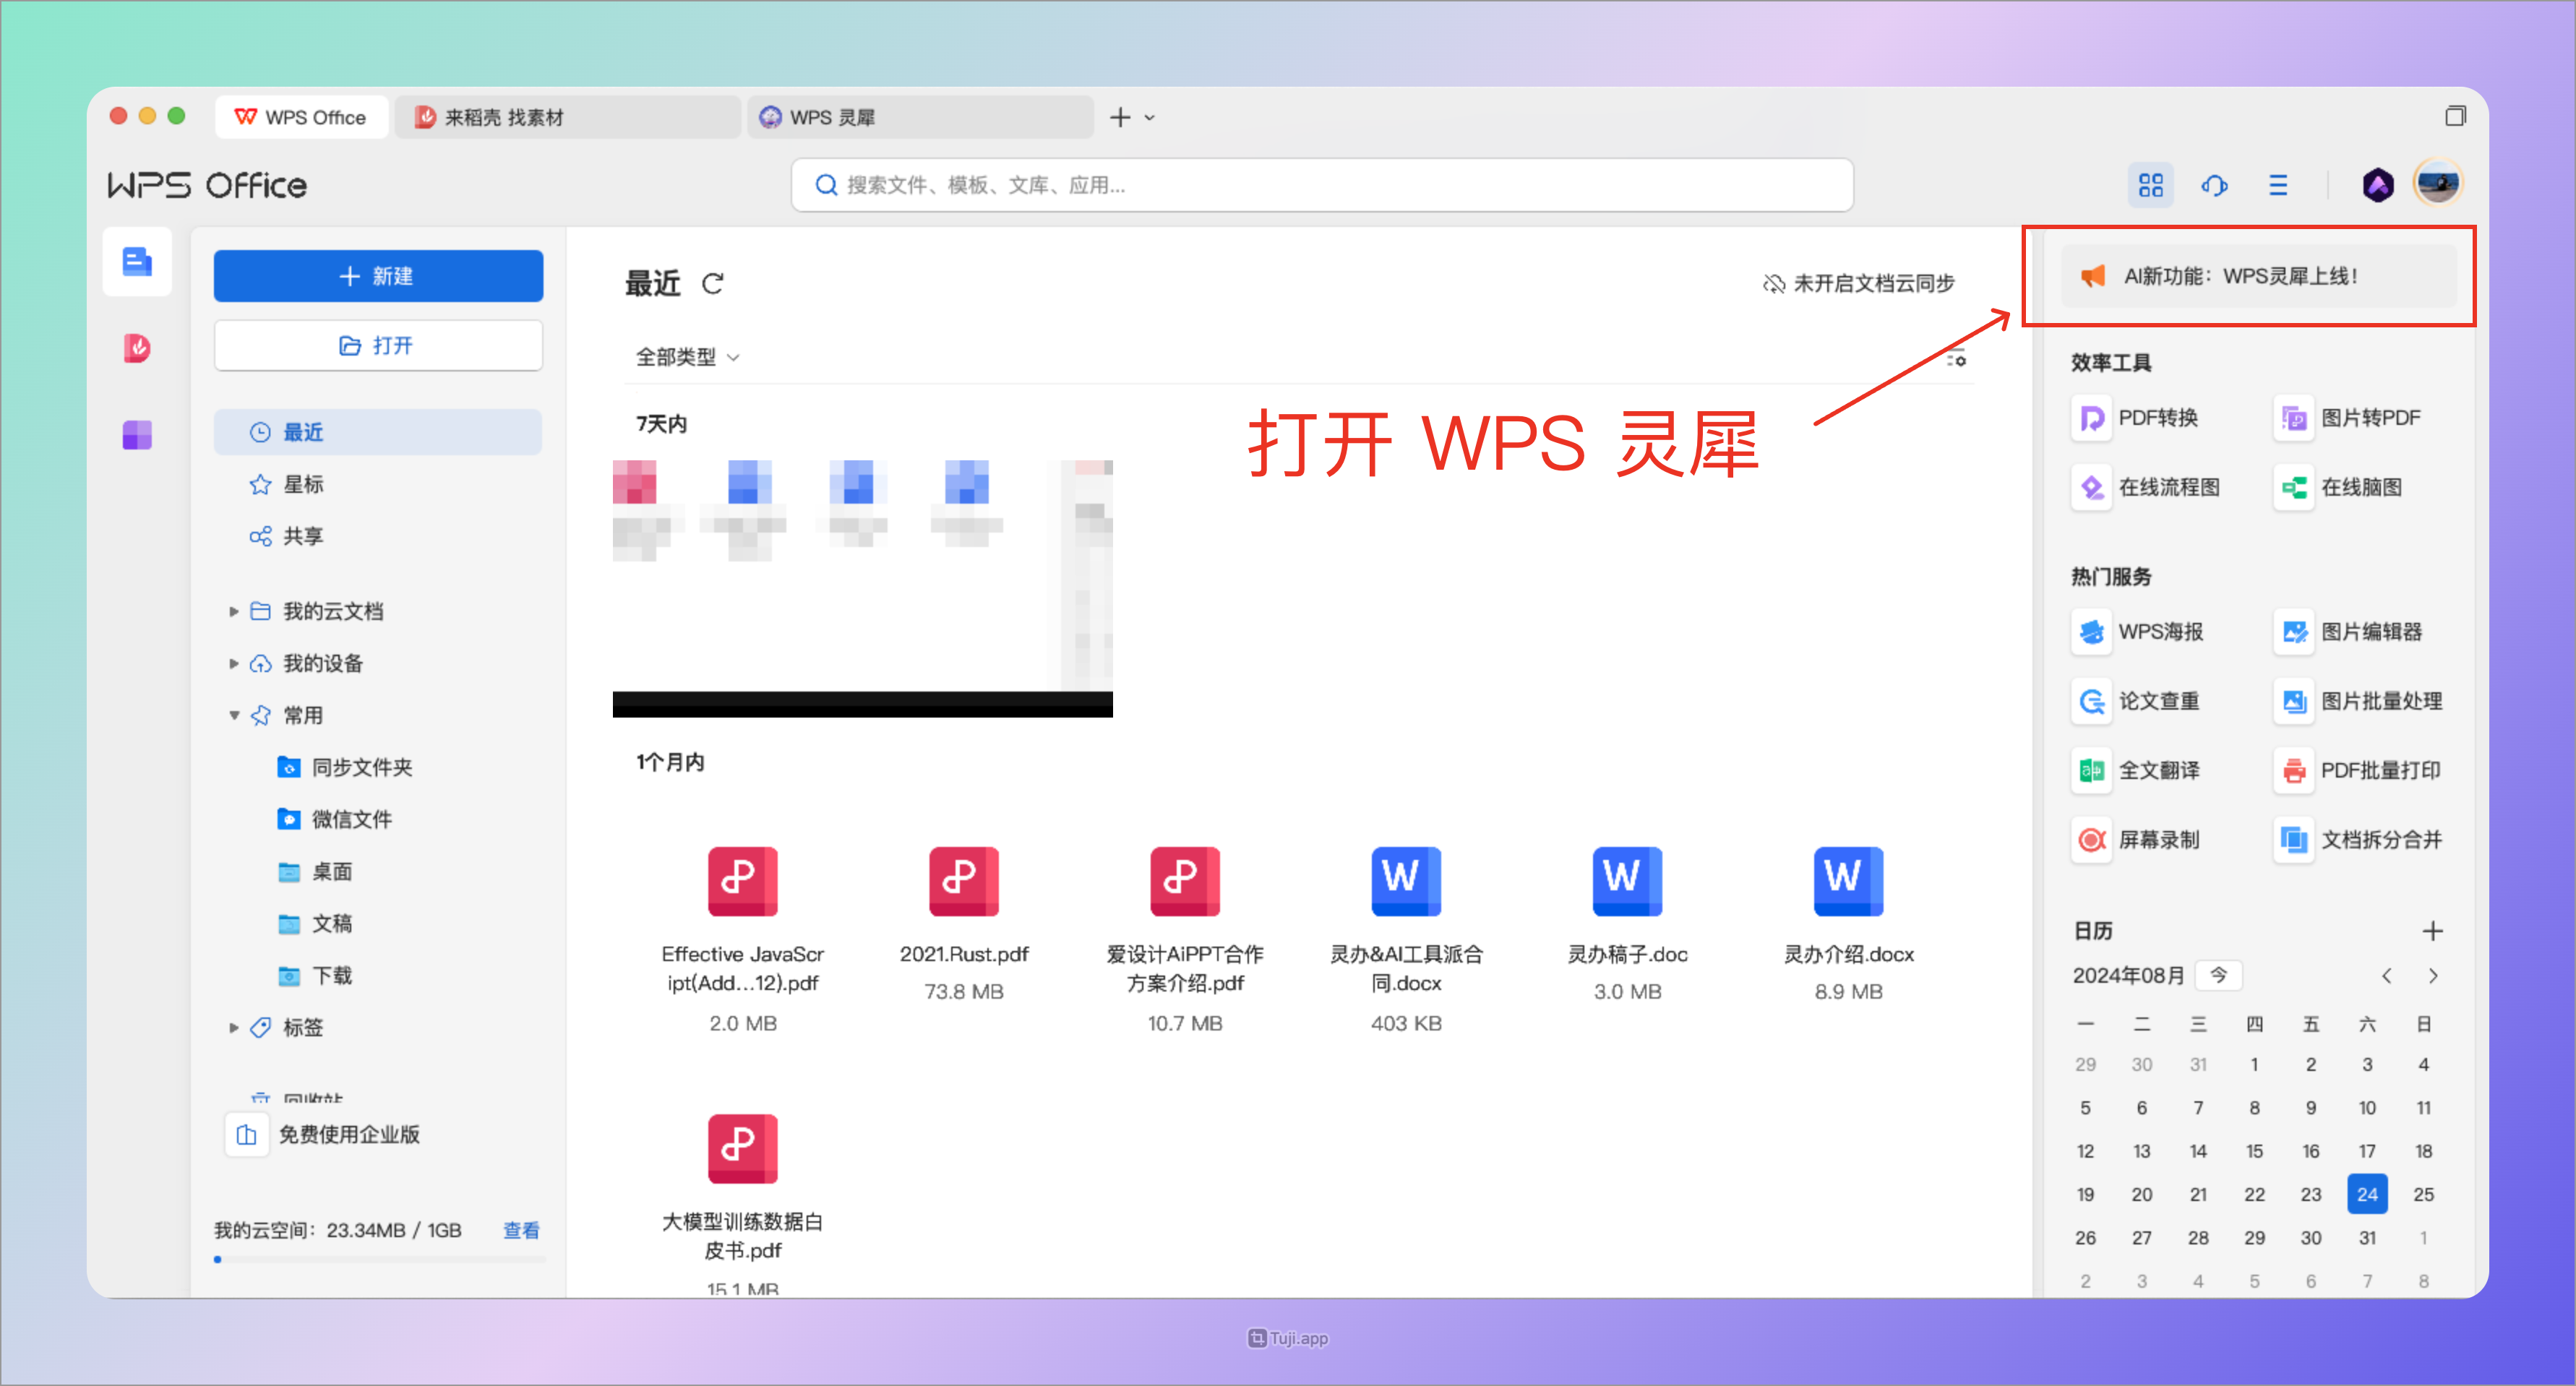 WPS Office
来稻壳 找素材
WPS 灵犀
WPS Office
搜索文件、模板、文库、应用...
新建
打开
最近
星标
共享
我的云文档
我的设备
常用
同步文件夹
微信文件
桌面
文稿
下载
标签
回收站
免费使用企业版
我的云空间：23.34MB / 1GB 查看
最近
未开启文档云同步
全部类型
7天内
打开 WPS 灵犀
1个月内
Effective JavaScr
ipt(Add...12).pdf
2.0 MB
2021.Rust.pdf
73.8 MB
爱设计AiPPT合作
方案介绍.pdf
10.7 MB
灵办&AI工具派合
同.docx
403 KB
灵办稿子.doc
3.0 MB
灵办介绍.docx
8.9 MB
大模型训练数据白
皮书.pdf
15.1 MB
AI新功能：WPS灵犀上线！
效率工具
PDF转换 图片转PDF
在线流程图 在线脑图
热门服务
WPS海报 图片编辑器
论文查重 图片批量处理
全文翻译 PDF批量打印
屏幕录制 文档拆分合并
日历
2024年08月 今
一 二 三 四 五 六 日
29 30 31 1 2 3 4
5 6 7 8 9 10 11
12 13 14 15 16 17 18
19 20 21 22 23 24 25
26 27 28 29 30 31 1
2 3 4 5 6 7 8
Tuji.app